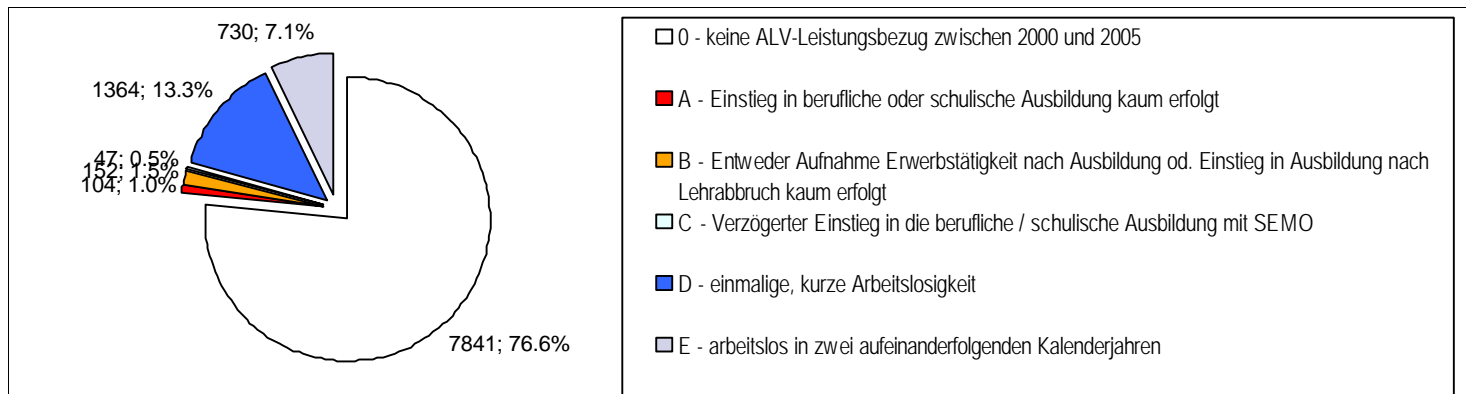 730; 7.1%
1364; 13.3%
47; 0.5%
152; 1.5%
104; 1.0%
7841; 76.6%
0 - keine ALV-Leistungsbezug zwischen 2000 und 2005
A - Einstieg in berufliche oder schulische Ausbildung kaum erfolgt
B - Entweder Aufnahme Erwerbstätigkeit nach Ausbildung od. Einstieg in Ausbildung nach
Lehrabbruch kaum erfolgt
C - Verzögerter Einstieg in die berufliche / schulische Ausbildung mit SEMO
D - einmalige, kurze Arbeitslosigkeit
E - arbeitslos in zwei aufeinanderfolgenden Kalenderjahren